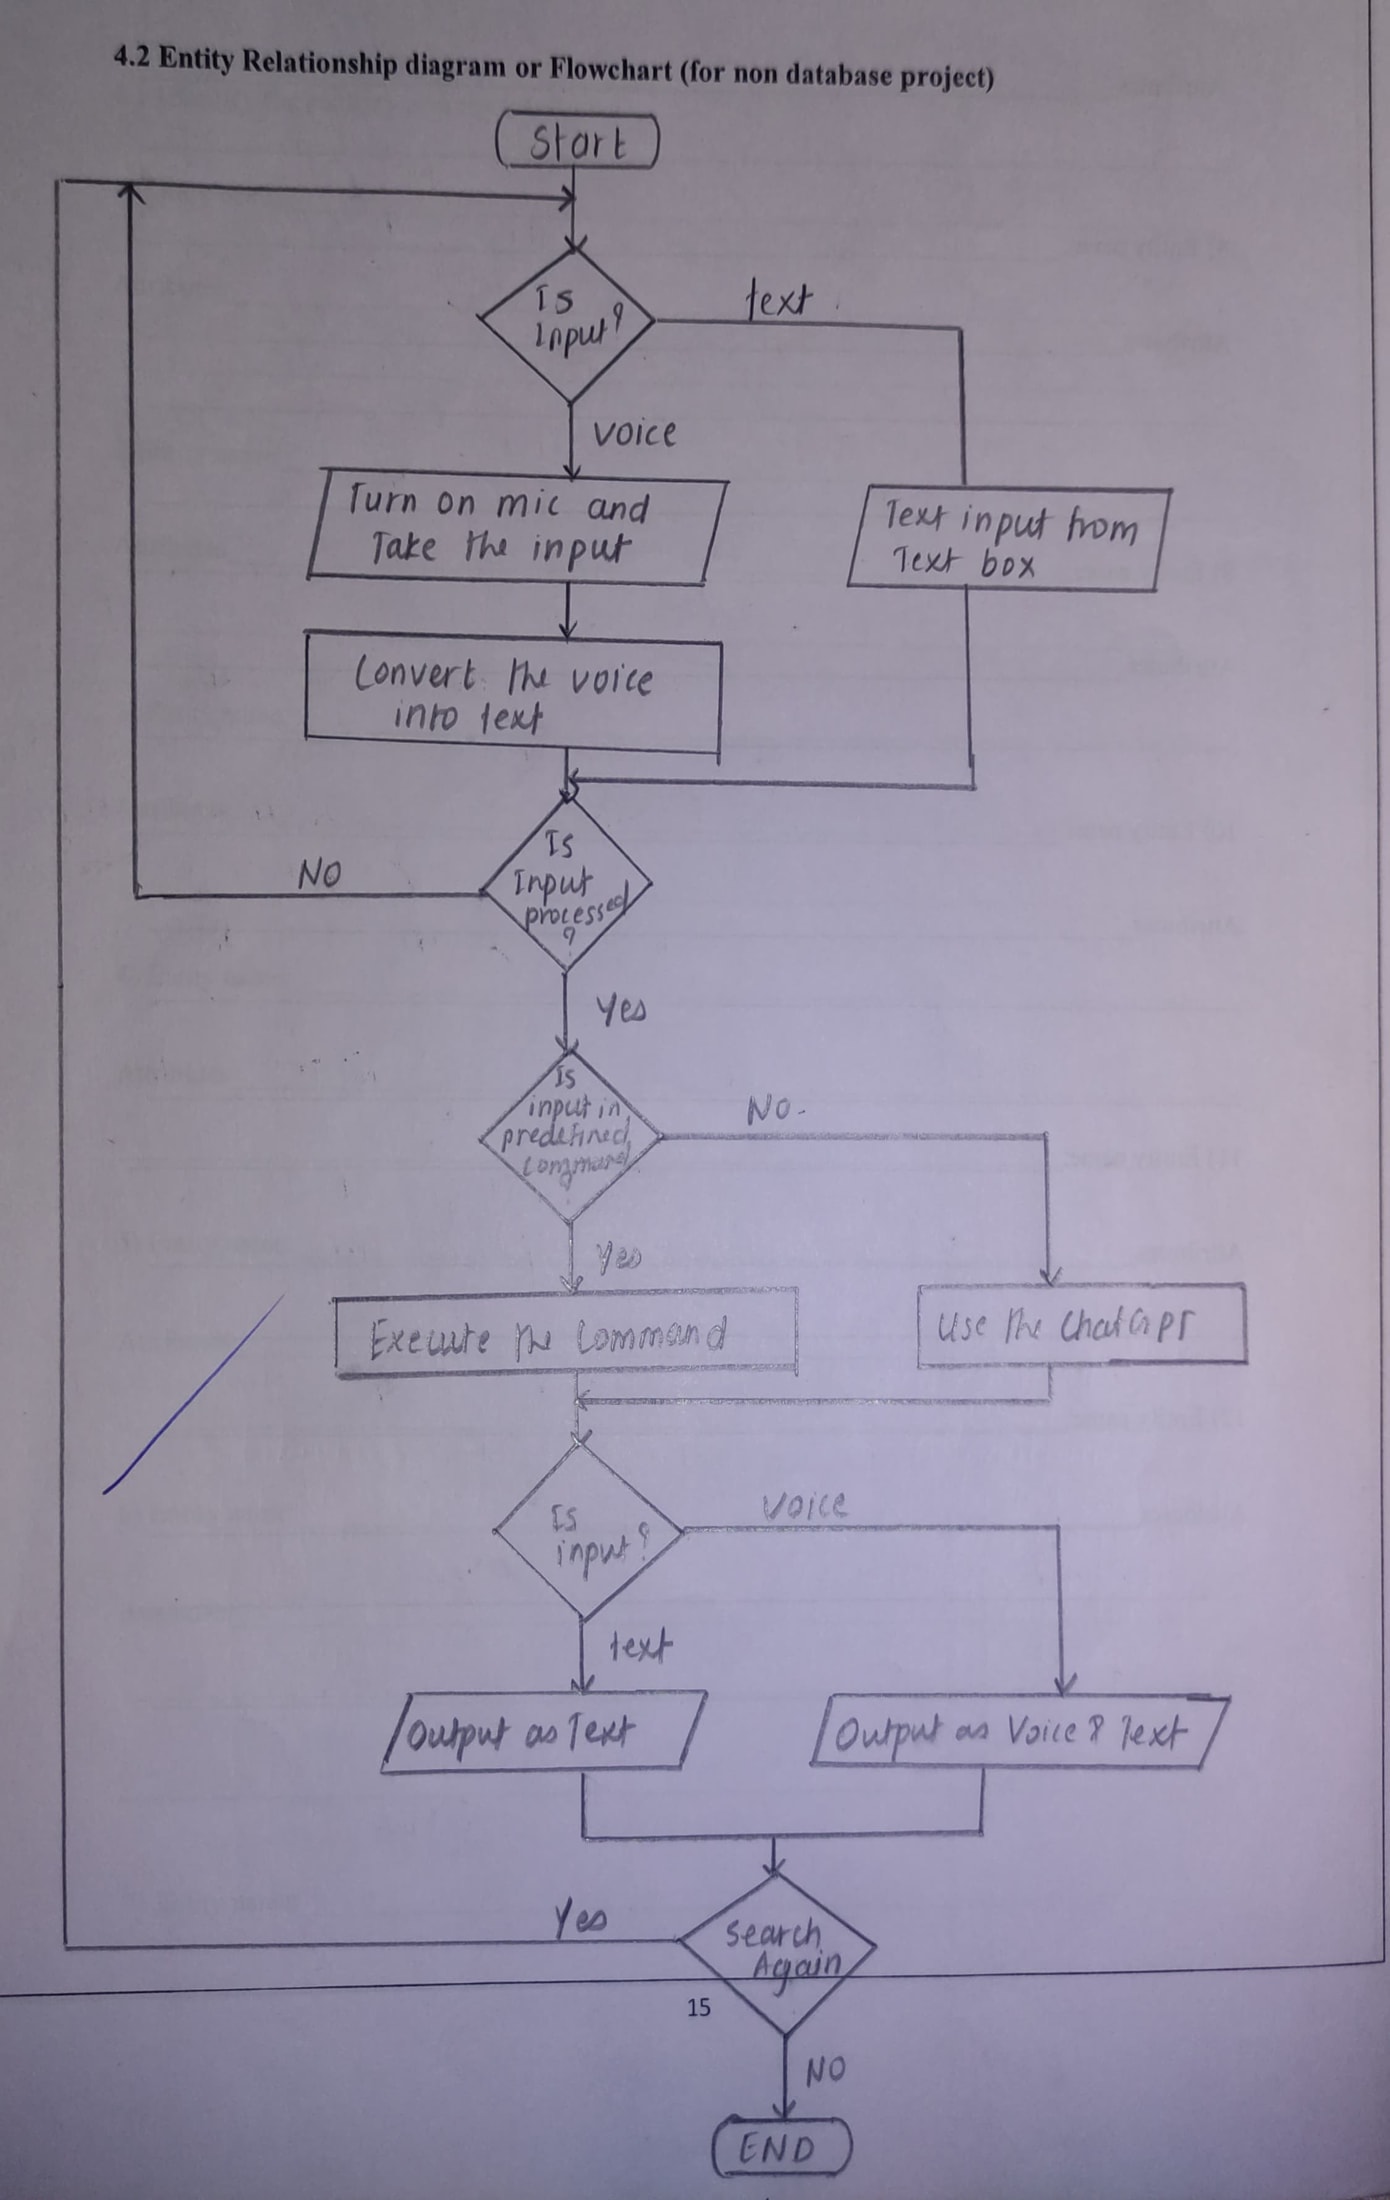 4.2 Entity Relationship diagram or Flowchart (for non database project)
Start
Is
Input?
text
voice
Turn on mic and
Take the input
Text input from
Text box
Convert the voice
into text
Is
Input
processed
?
NO
Yes
Is
input in
predefined
command
?
NO
Yes
Execute the Command
Use the ChatGPT
Is
input?
voice
text
Output as Text
Output as Voice & Text
Search
Again
Yes
15
NO
END